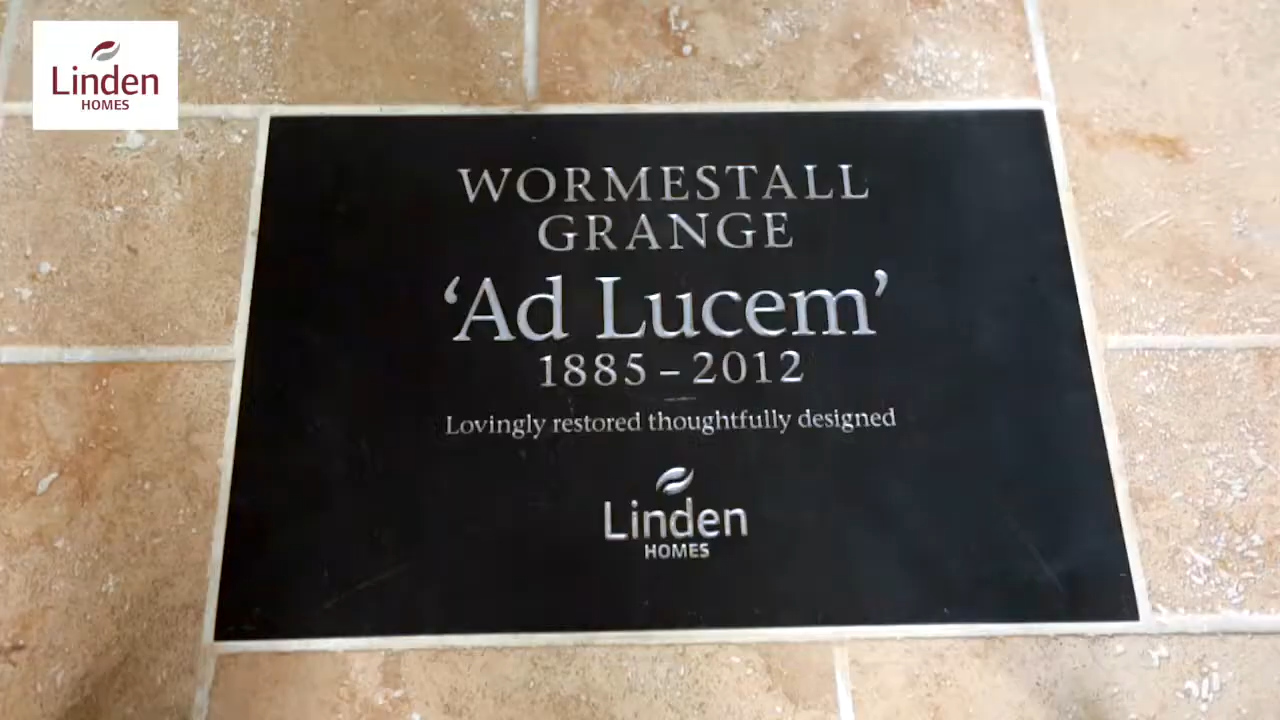 Linden
HOMES
WORMESTALL
GRANGE
‘Ad Lucem’
1885 – 2012
Lovingly restored thoughtfully designed
Linden
HOMES